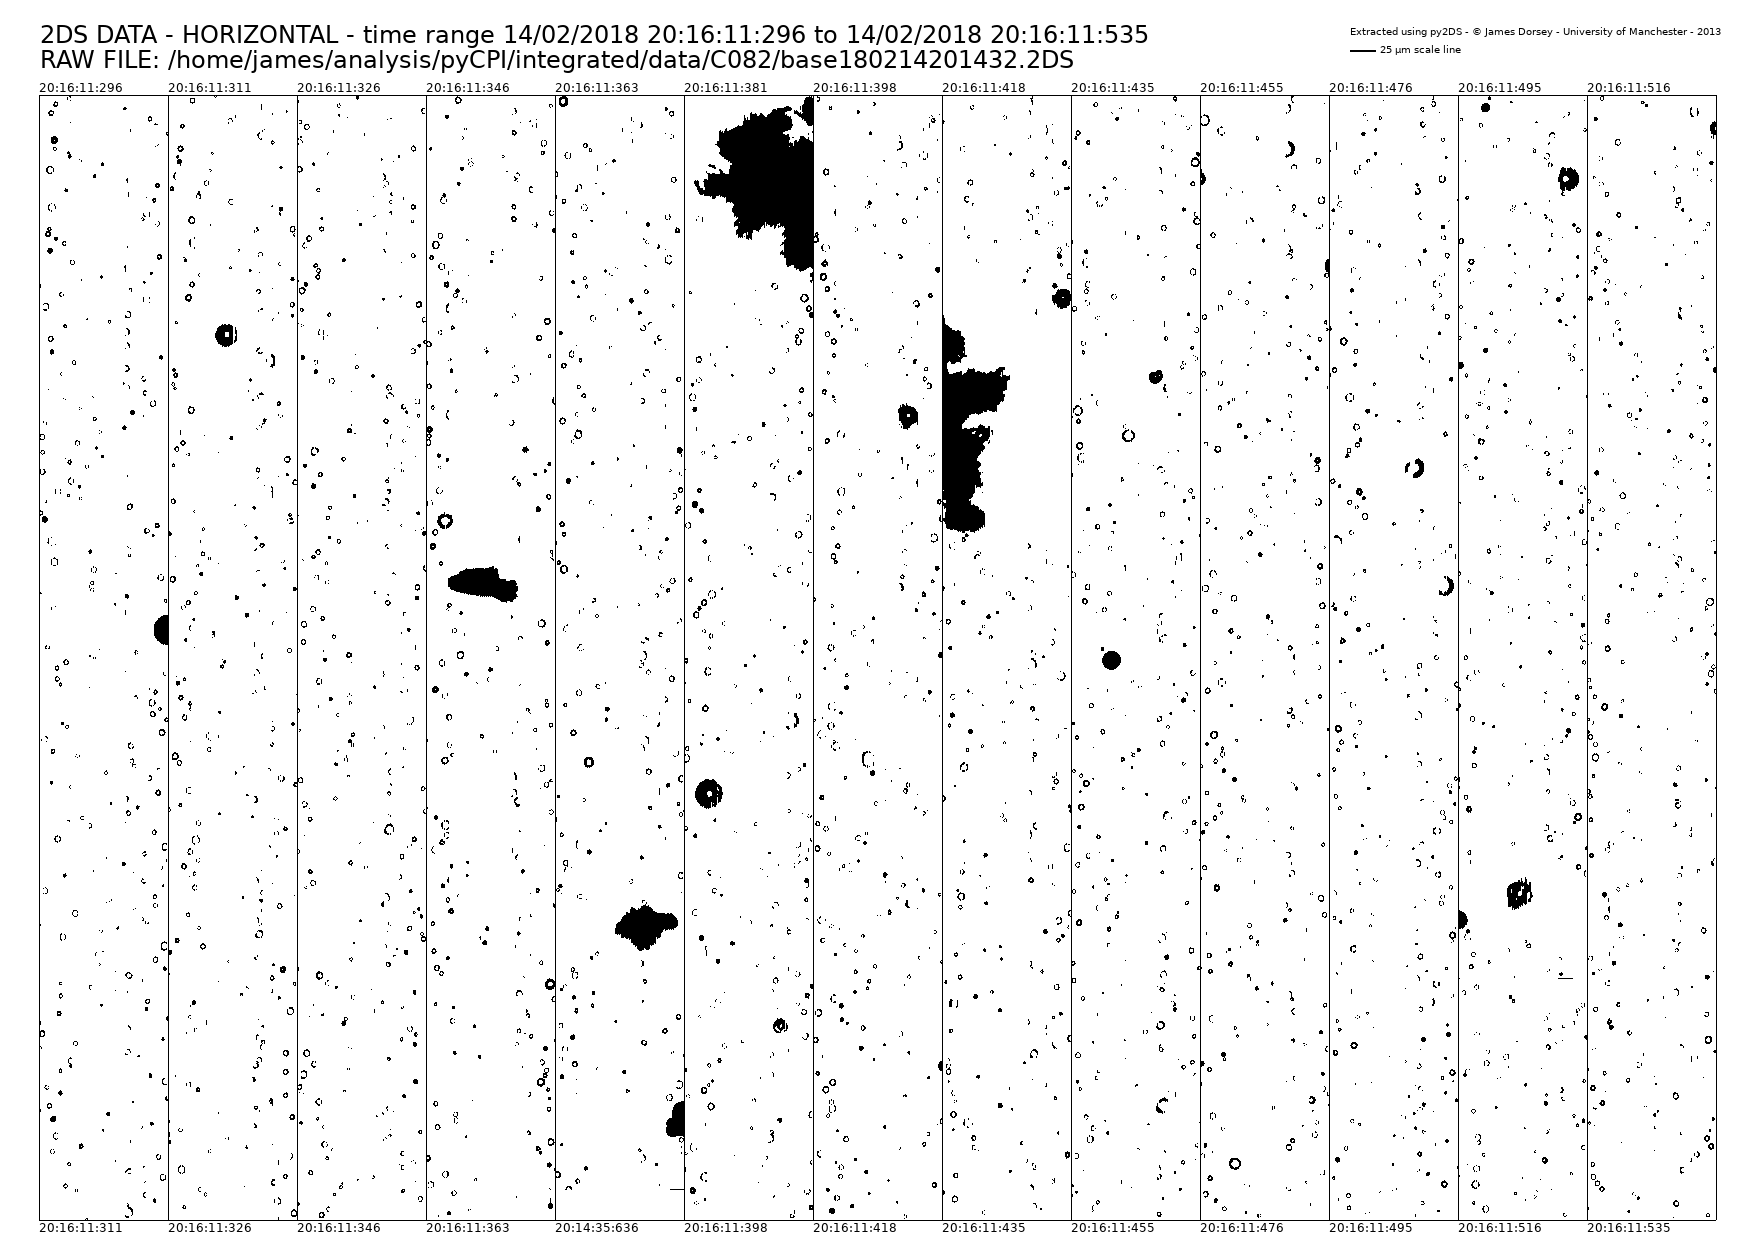 2DS DATA - HORIZONTAL - time range 14/02/2018 20:16:11:296 to 14/02/2018 20:16:11:535
RAW FILE: /home/james/analysis/pyCPI/integrated/data/C082/base180214201432.2DS
Extracted using py2DS - © James Dorsey - University of Manchester - 2013
25 µm scale line
20:16:11:296 20:16:11:311 20:16:11:326 20:16:11:346 20:16:11:363 20:16:11:381 20:16:11:398 20:16:11:418 20:16:11:435 20:16:11:455 20:16:11:476 20:16:11:495 20:16:11:516
20:16:11:311 20:16:11:326 20:16:11:346 20:16:11:363 20:14:35:636 20:16:11:398 20:16:11:418 20:16:11:435 20:16:11:455 20:16:11:476 20:16:11:495 20:16:11:516 20:16:11:535